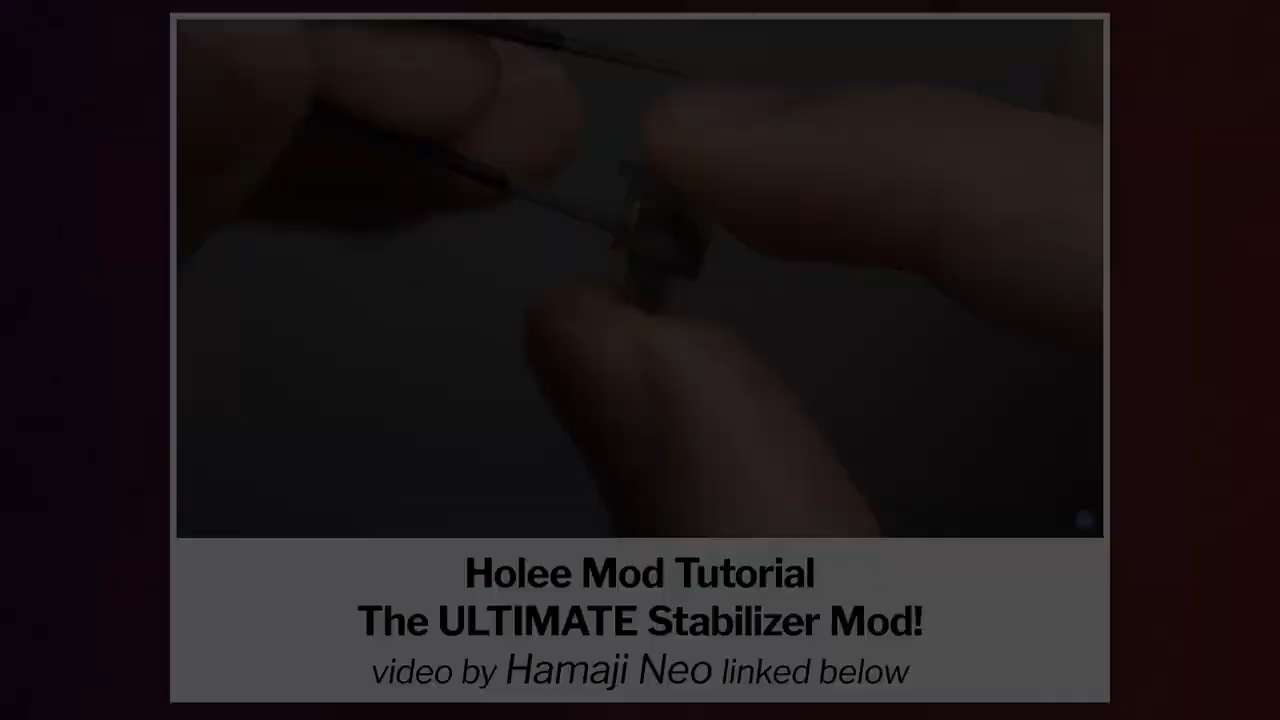 Holee Mod Tutorial
The ULTIMATE Stabilizer Mod!
video by Hamaji Neo linked below